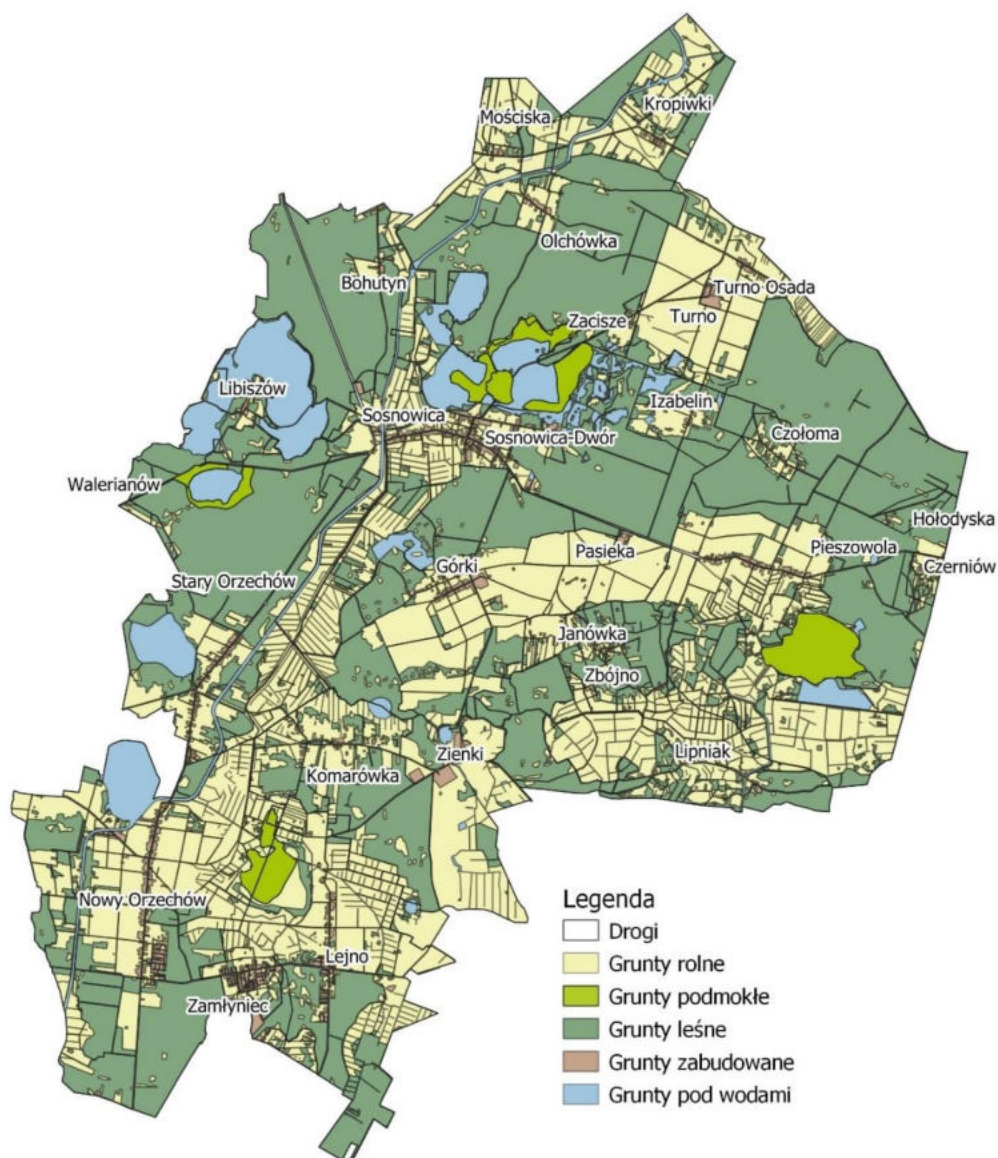 Kropiwki
Mościska
Olchówka
Bohutyn
Turno Osada
Zacisze
Turno
Libiszów
Izabelin
Sosnowica
Sosnowica-Dwór
Czołoma
Walerianów
Hołodyska
Pasieka
Pieszowola
Górki
Czerniów
Stary Orzechów
Janówka
Zbójno
Zienki
Lipniak
Komarówka
Nowy Orzechów
Lejno
Zamłyniec
Legenda
Drogi
Grunty rolne
Grunty podmokłe
Grunty leśne
Grunty zabudowane
Grunty pod wodami